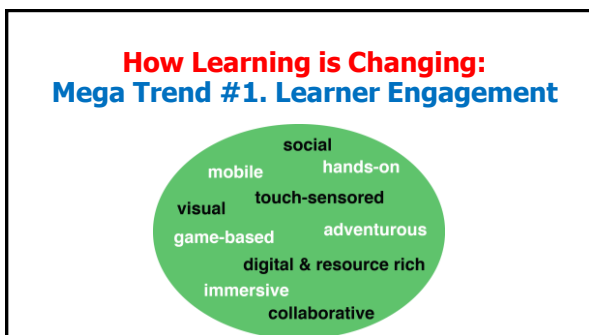 How Learning is Changing:
Mega Trend #1. Learner Engagement
social
mobile hands-on
touch-sensored
visual
game-based adventurous
digital & resource rich
immersive
collaborative